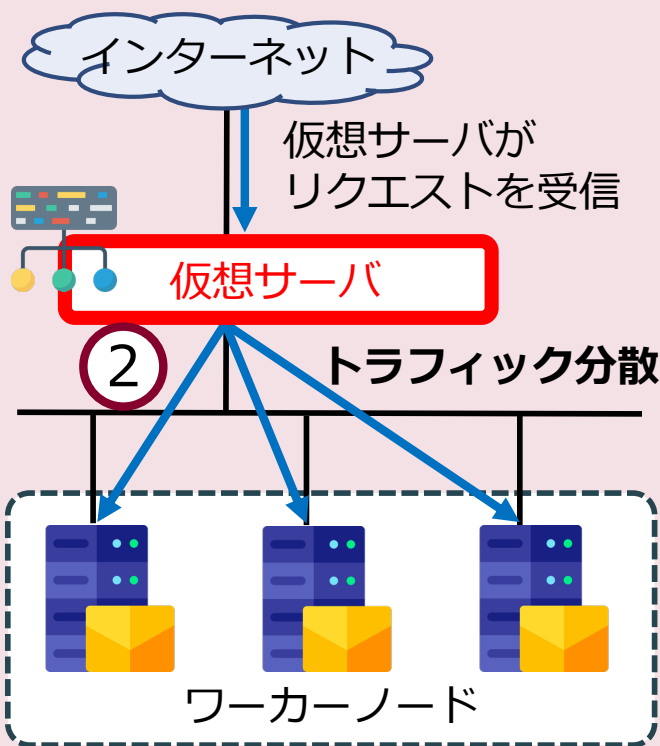 インターネット
仮想サーバが
リクエストを受信
仮想サーバ
2
トラフィック分散
ワーカーノード